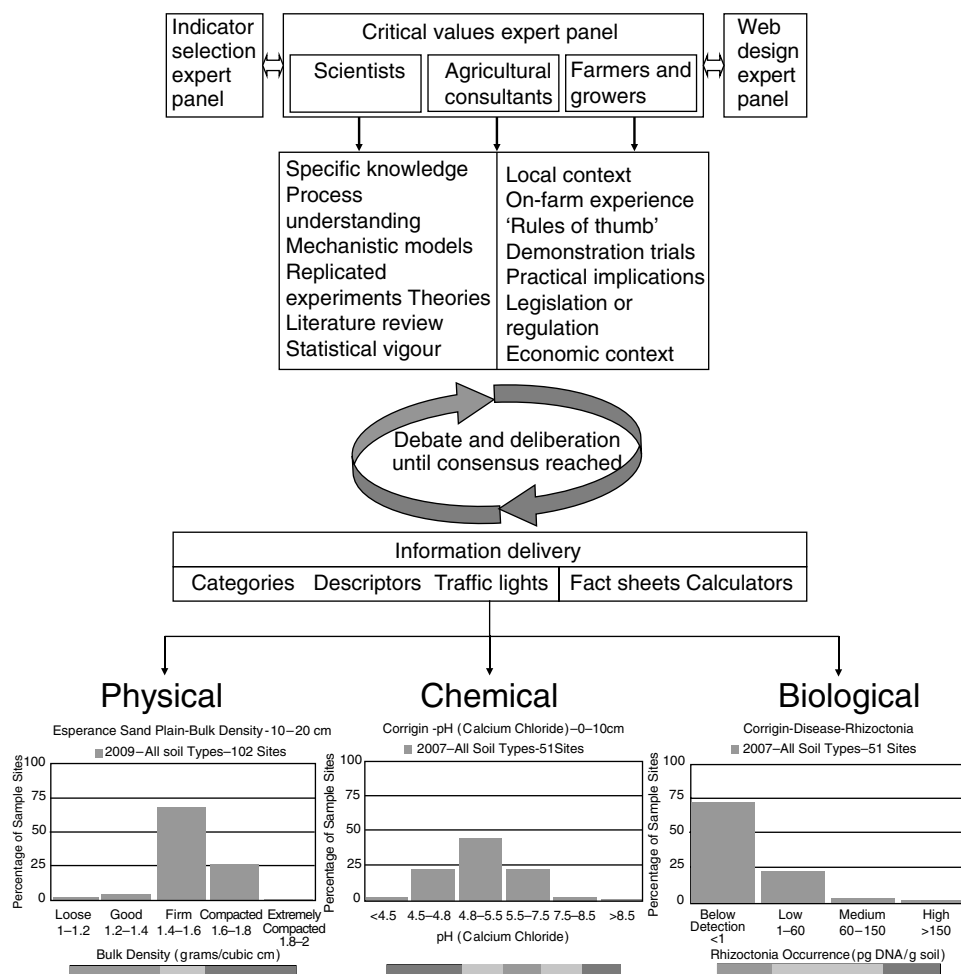 Indicator
selection
expert
panel
Critical values expert panel
Scientists
Agricultural
consultants
Farmers and
growers
Web
design
expert
panel
Specific knowledge
Process
understanding
Mechanistic models
Replicated
experiments Theories
Literature review
Statistical vigour
Local context
On-farm experience
‘Rules of thumb’
Demonstration trials
Practical implications
Legislation or
regulation
Economic context
Debate and deliberation
until consensus reached
Information delivery
Categories Descriptors Traffic lights Fact sheets Calculators
Physical
Esperance Sand Plain-Bulk Density -10–20 cm
2009–All soil Types–102 Sites
Percentage of Sample Sites
100
75
50
25
0
Loose Good Firm Compacted Extremely
Compacted
1–1.2 1.2–1.4 1.4–1.6 1.6–1.8 1.8–2
Bulk Density (grams/cubic cm)
Chemical
Corrigin -pH (Calcium Chloride)–0–10cm
2007–All Soil Types-51Sites
Percentage of Sample Sites
100
75
50
25
0
<4.5 4.5–4.8 4.8–5.5 5.5–7.5 7.5–8.5 >8.5
pH (Calcium Chloride)
Biological
Corrigin-Disease-Rhizoctonia
2007–All Soil Types–51 Sites
Percentage of Sample Sites
100
75
50
25
0
Below Low Medium High
Detection 1–60 60–150 >150
<1
Rhizoctonia Occurrence (pg DNA/g soil)